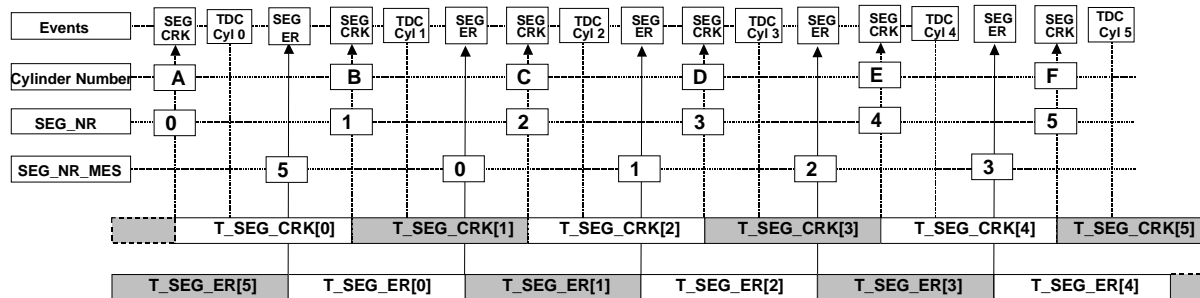 Events SEG CRK TDC Cyl 0 SEG ER SEG CRK TDC Cyl 1 SEG ER SEG CRK TDC Cyl 2 SEG ER SEG CRK TDC Cyl 3 SEG ER SEG CRK TDC Cyl 4 SEG ER SEG CRK TDC Cyl 5
Cylinder Number A B C D E F
SEG_NR 0 1 2 3 4 5
SEG_NR_MES 5 0 1 2 3
T_SEG_CRK[0] T_SEG_CRK[1] T_SEG_CRK[2] T_SEG_CRK[3] T_SEG_CRK[4] T_SEG_CRK[5]
T_SEG_ER[5] T_SEG_ER[0] T_SEG_ER[1] T_SEG_ER[2] T_SEG_ER[3] T_SEG_ER[4]